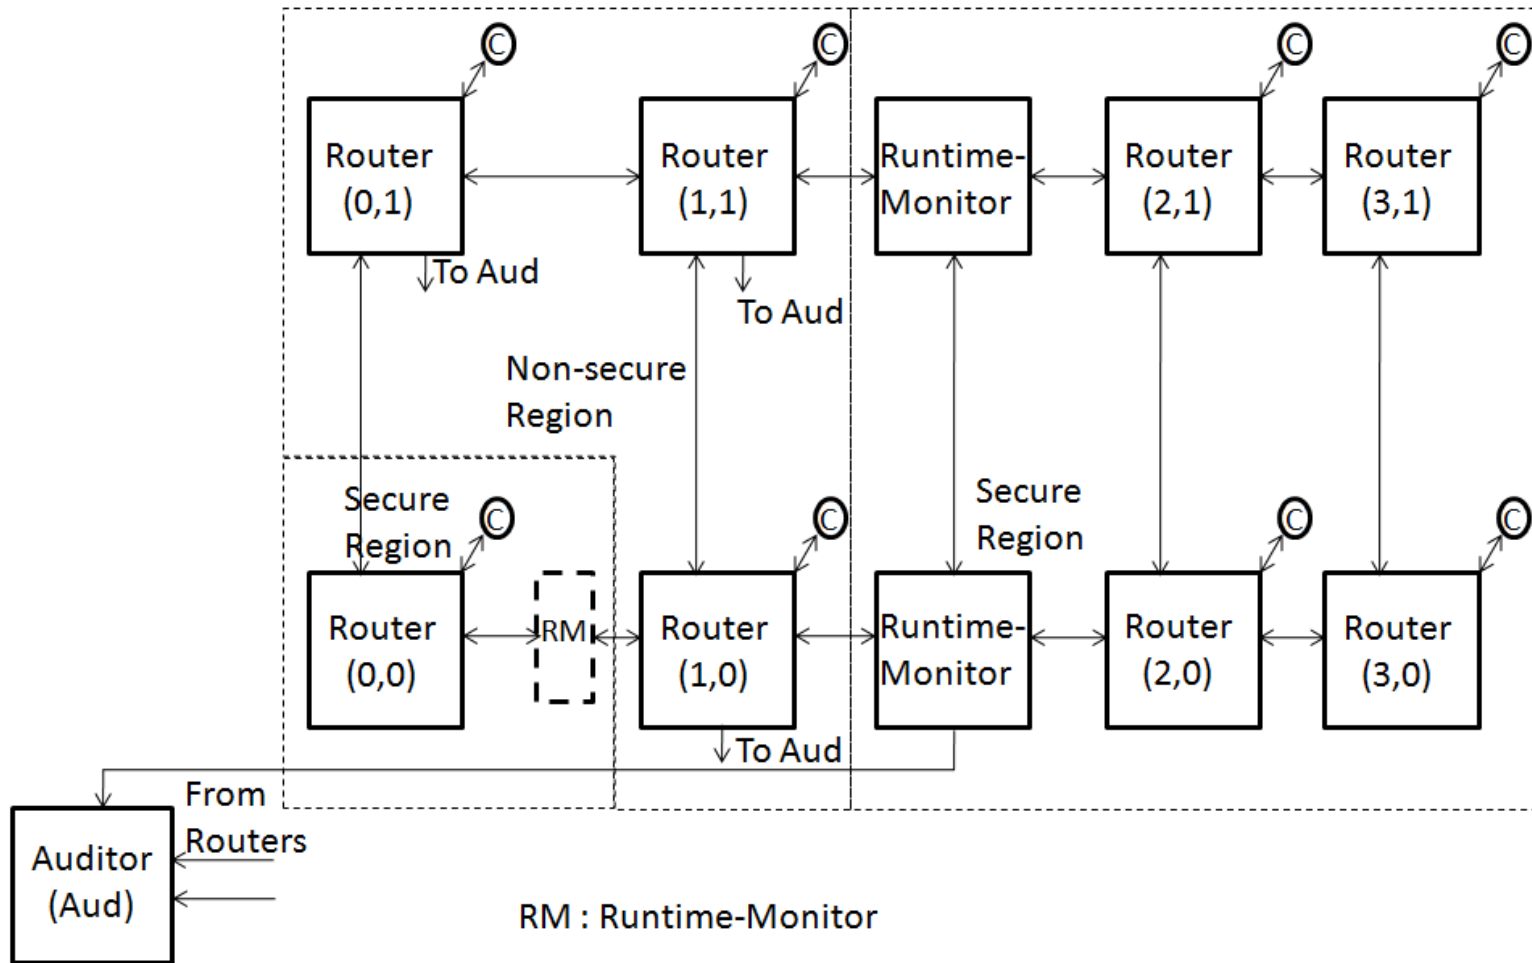 C
C
C
C
Router
(0,1)
Router
(1,1)
Runtime-
Monitor
Router
(2,1)
Router
(3,1)
To Aud
To Aud
Non-secure
Region
Secure
Region
C
C
Secure
Region
C
C
Router
(0,0)
RM
Router
(1,0)
Runtime-
Monitor
Router
(2,0)
Router
(3,0)
To Aud
From
Routers
Auditor
(Aud)
RM : Runtime-Monitor